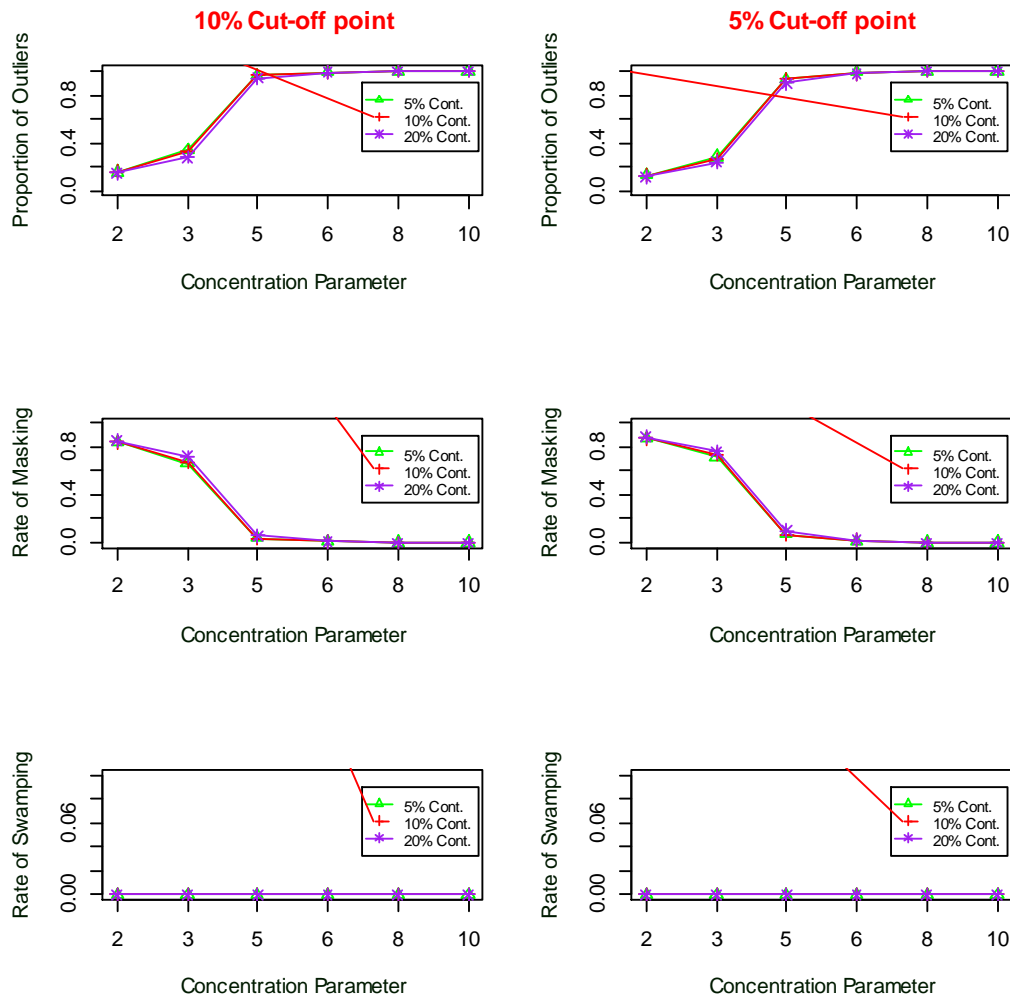 10% Cut-off point
5% Cut-off point
Proportion of Outliers
0.0 0.4 0.8
5% Cont.
10% Cont.
20% Cont.
2 3 5 6 8 10
Concentration Parameter
Proportion of Outliers
0.0 0.4 0.8
5% Cont.
10% Cont.
20% Cont.
2 3 5 6 8 10
Concentration Parameter
Rate of Masking
0.0 0.4 0.8
5% Cont.
10% Cont.
20% Cont.
2 3 5 6 8 10
Concentration Parameter
Rate of Masking
0.0 0.4 0.8
5% Cont.
10% Cont.
20% Cont.
2 3 5 6 8 10
Concentration Parameter
Rate of Swamping
0.00 0.06
5% Cont.
10% Cont.
20% Cont.
2 3 5 6 8 10
Concentration Parameter
Rate of Swamping
0.00 0.06
5% Cont.
10% Cont.
20% Cont.
2 3 5 6 8 10
Concentration Parameter